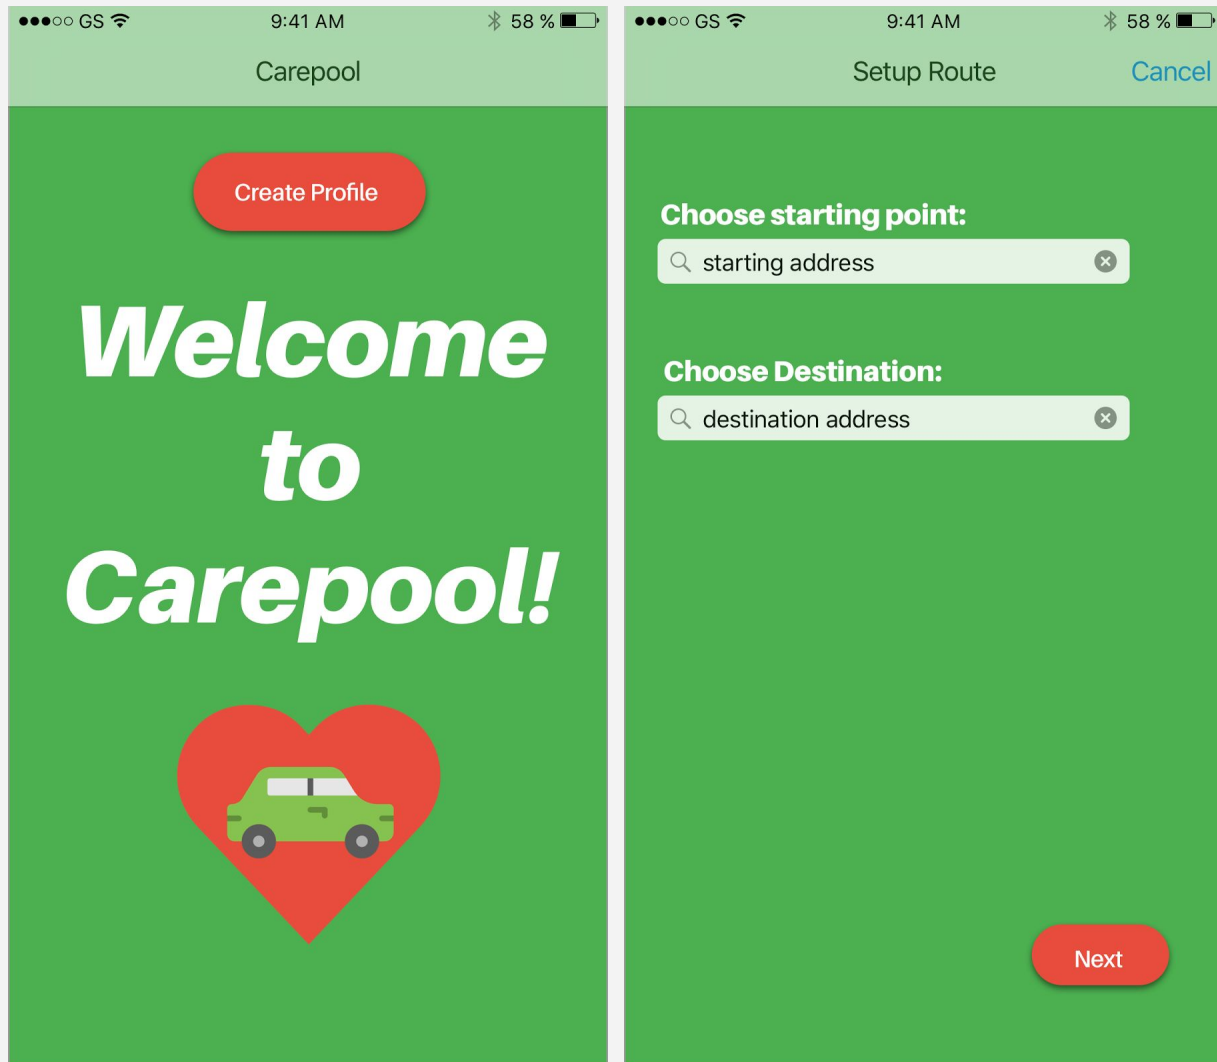 GS 9:41 AM 58 %
Carepool
Create Profile
Welcome
to
Carepool!
GS 9:41 AM 58 %
Setup Route Cancel
Choose starting point:
starting address
Choose Destination:
destination address
Next